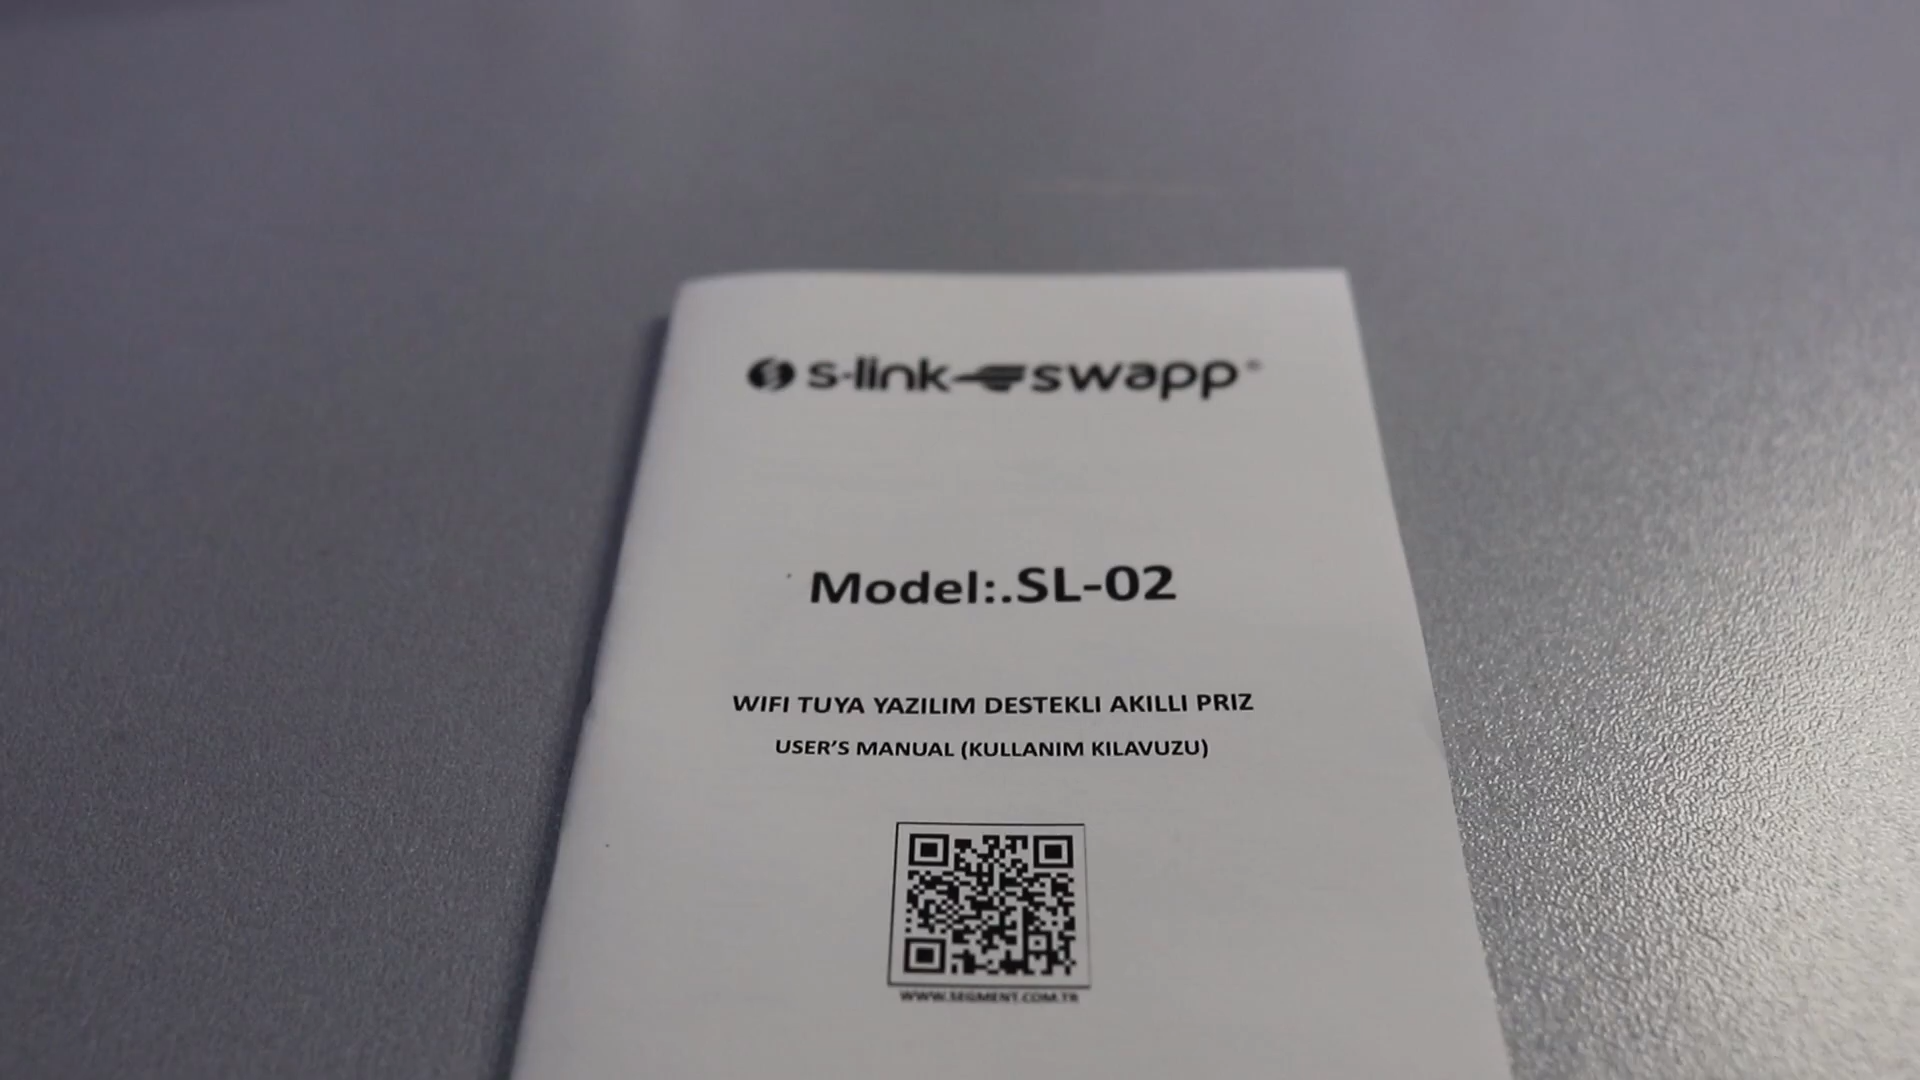 s-link swapp®
Model:.SL-02
WIFI TUYA YAZILIM DESTEKLI AKILLI PRIZ
USER'S MANUAL (KULLANIM KILAVUZU)
WWW.SEGMENT.COM.TR